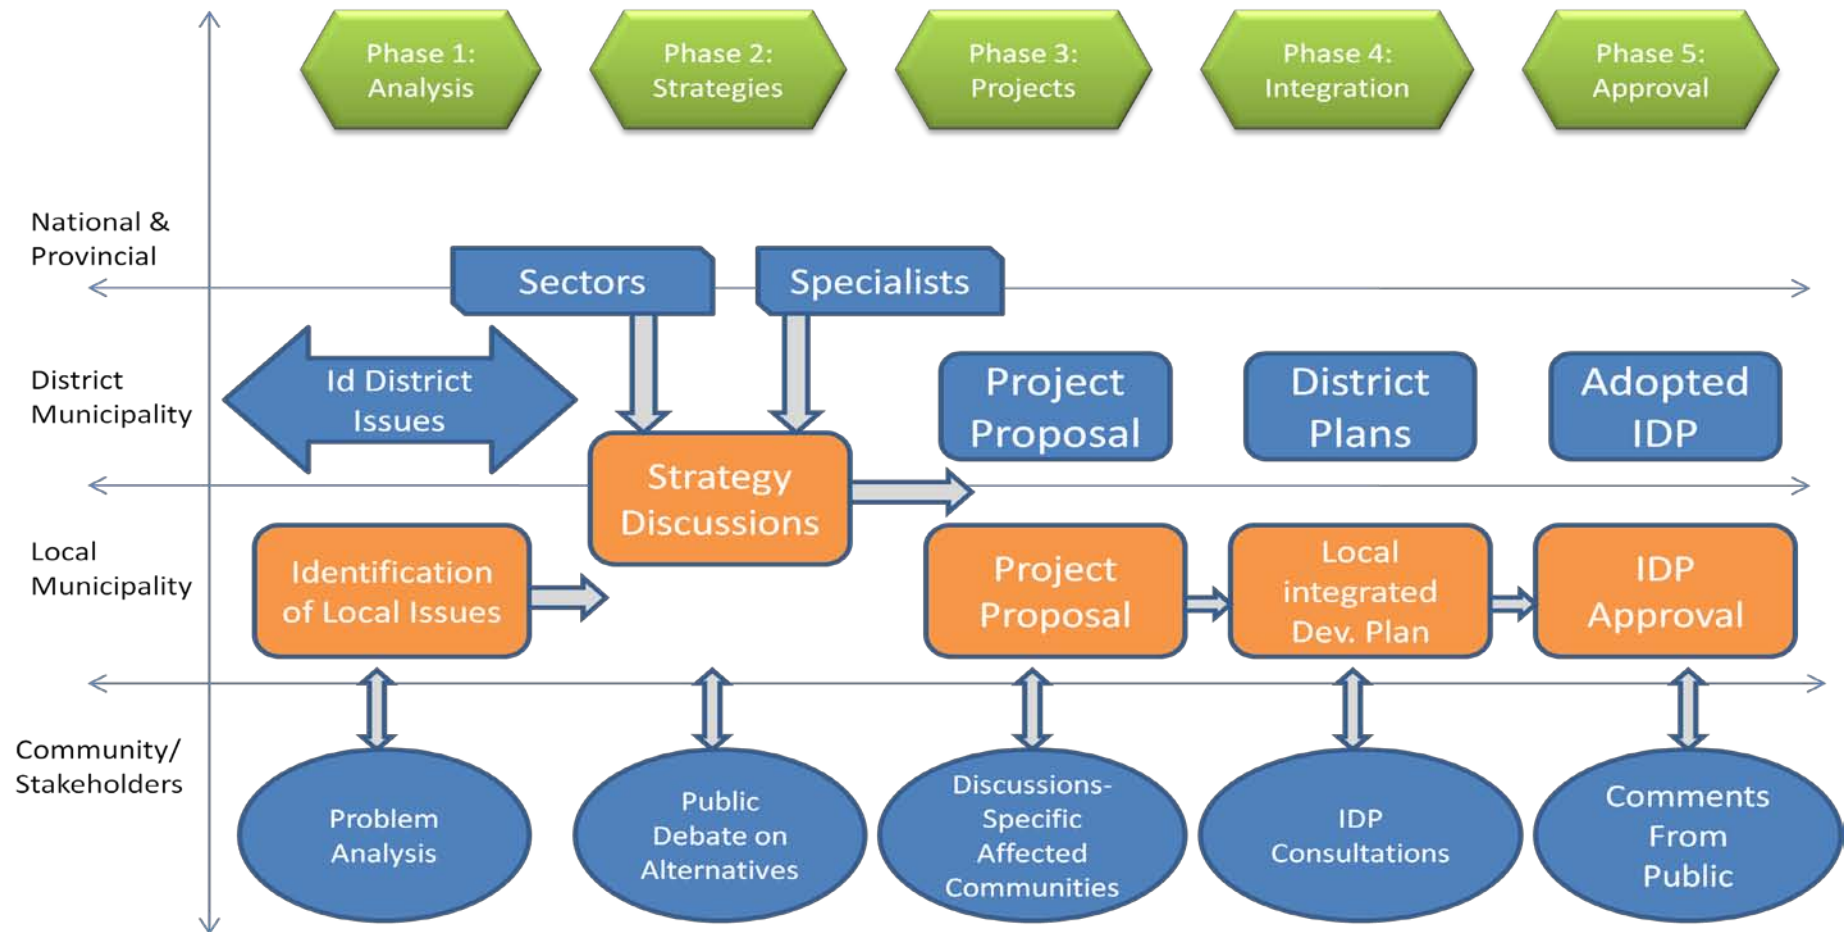 Phase 1:
Analysis
Phase 2:
Strategies
Phase 3:
Projects
Phase 4:
Integration
Phase 5:
Approval
National &
Provincial
Sectors
Specialists
District
Municipality
Id District
Issues
Project
Proposal
District
Plans
Adopted
IDP
Strategy
Discussions
Local
Municipality
Identification
of Local Issues
Project
Proposal
Local
integrated
Dev. Plan
IDP
Approval
Community/
Stakeholders
Problem
Analysis
Public
Debate on
Alternatives
Discussions-
Specific
Affected
Communities
IDP
Consultations
Comments
From
Public